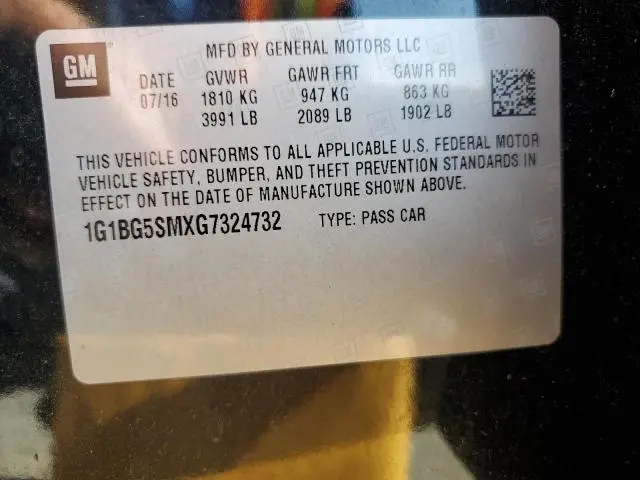 GM
MFD BY GENERAL MOTORS LLC
DATE GVWR GAWR FRT GAWR RR
07/16 1810 KG 947 KG 863 KG
3991 LB 2089 LB 1902 LB
THIS VEHICLE CONFORMS TO ALL APPLICABLE U.S. FEDERAL MOTOR
VEHICLE SAFETY, BUMPER, AND THEFT PREVENTION STANDARDS IN
EFFECT ON THE DATE OF MANUFACTURE SHOWN ABOVE.
1G1BG5SMXG7324732 TYPE: PASS CAR